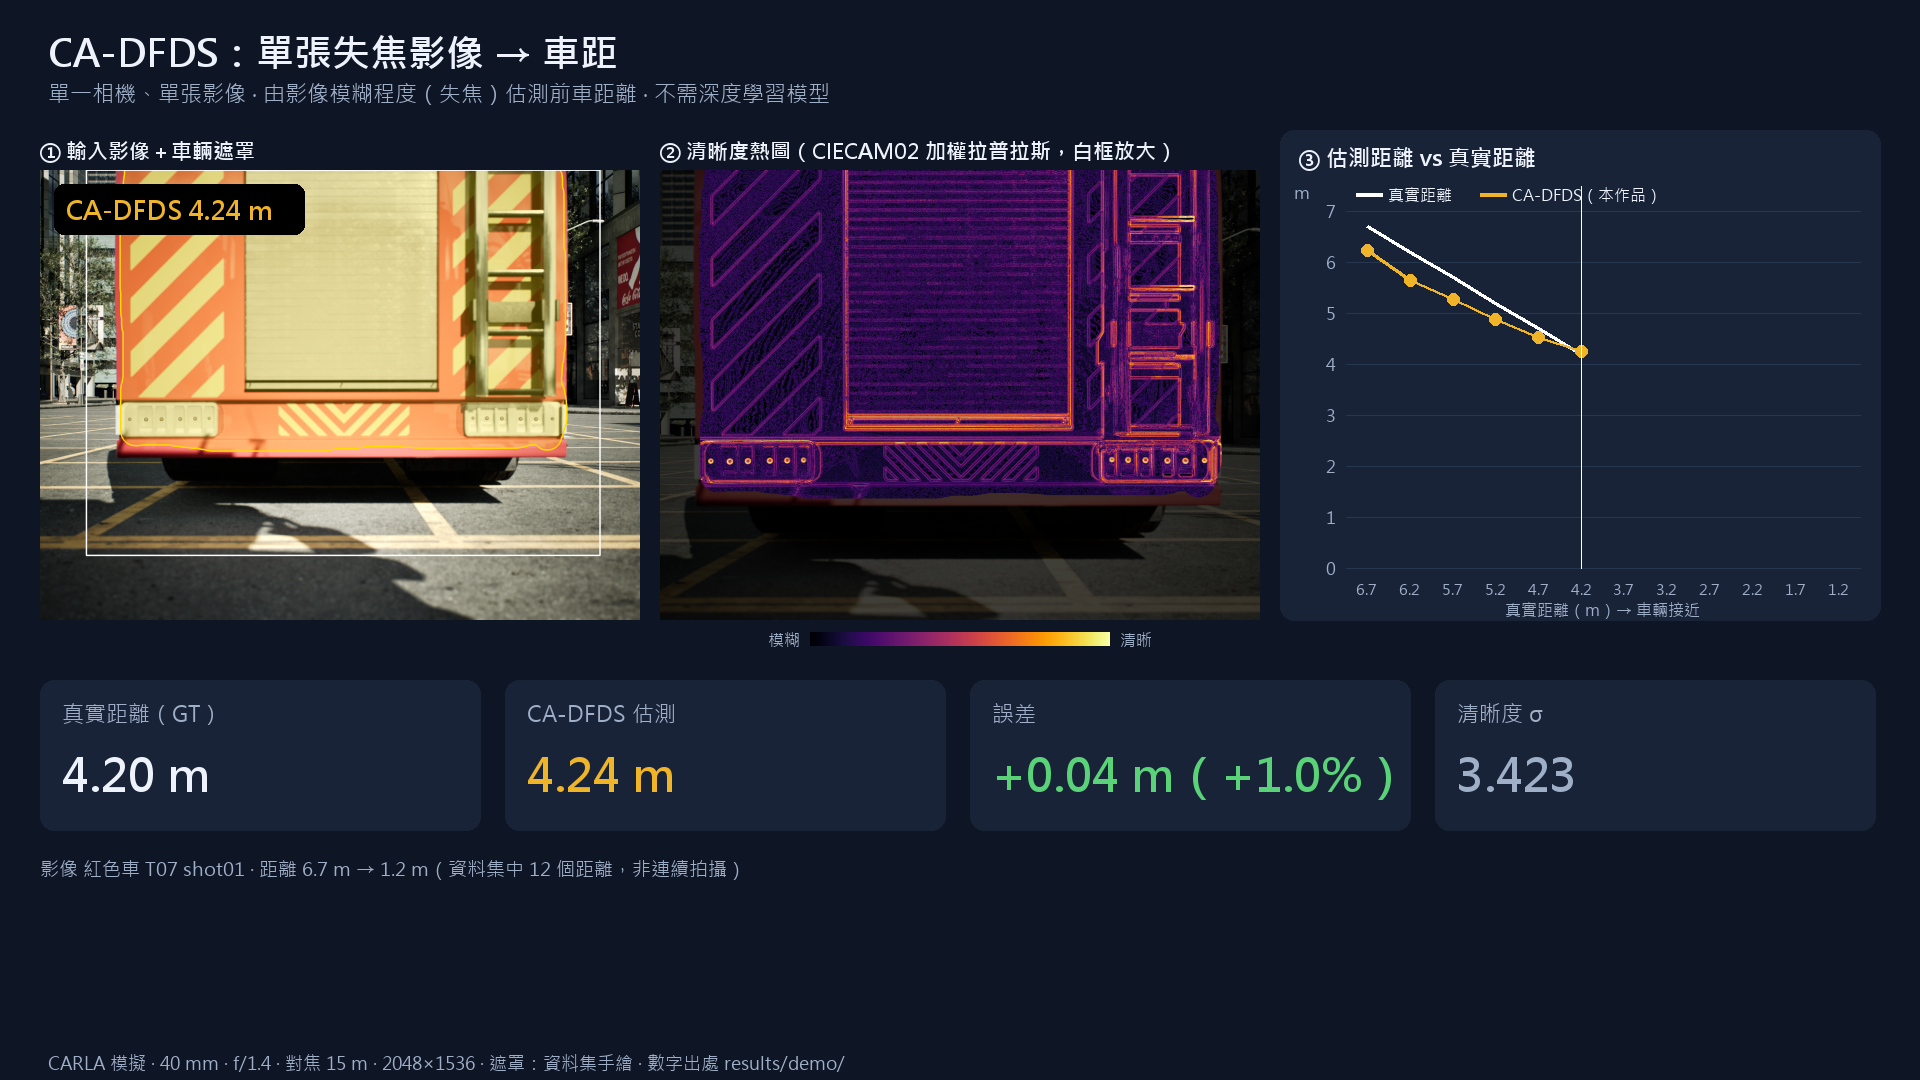 CA-DFDS：單張失焦影像 → 車距
單一相機、單張影像 · 由影像模糊程度（失焦）估測前車距離 · 不需深度學習模型
① 輸入影像 + 車輛遮罩
CA-DFDS 4.24 m
② 清晰度熱圖（CIECAM02 加權拉普拉斯，白框放大）
模糊 清晰
③ 估測距離 vs 真實距離
m
真實距離 CA-DFDS（本作品）
7
6
5
4
3
2
1
0
6.7 6.2 5.7 5.2 4.7 4.2 3.7 3.2 2.7 2.2 1.7 1.2
真實距離（m）→ 車輛接近
真實距離（GT）
4.20 m
CA-DFDS 估測
4.24 m
誤差
+0.04 m（+1.0%）
清晰度 σ
3.423
影像 紅色車 T07 shot01 · 距離 6.7 m → 1.2 m（資料集中 12 個距離，非連續拍攝）
CARLA 模擬 · 40 mm · f/1.4 · 對焦 15 m · 2048×1536 · 遮罩：資料集手繪 · 數字出處 results/demo/